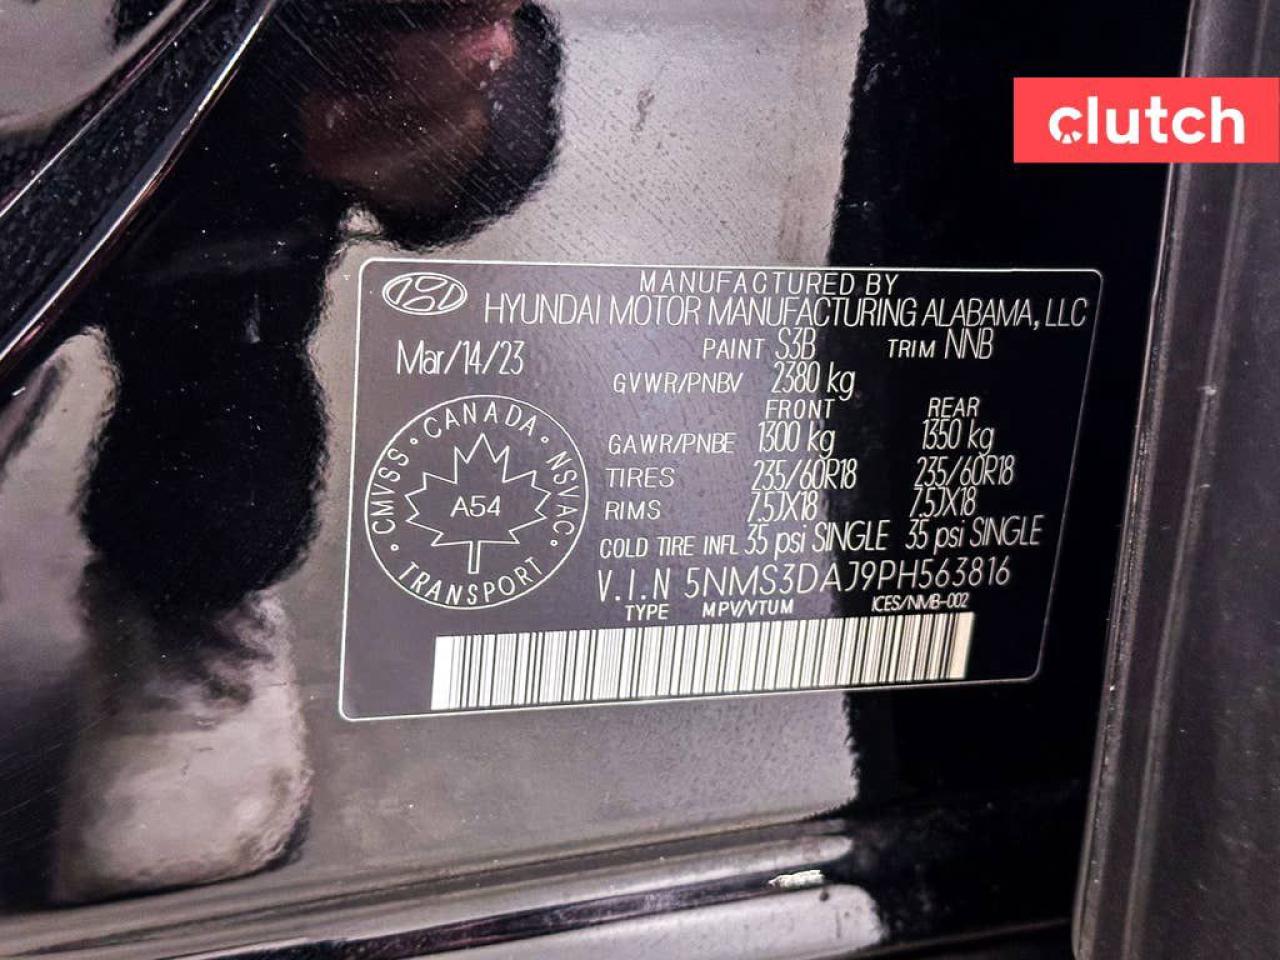 clutch
MANUFACTURED BY
HYUNDAI MOTOR MANUFACTURING ALABAMA, LLC
Mar/14/23
PAINT S3B TRIM NNB
GVWR/PNBV 2380 kg
FRONT REAR
GAWR/PNBE 1300 kg 1350 kg
TIRES 235/60R18 235/60R18
RIMS 7.5JX18 7.5JX18
COLD TIRE INFL 35 psi SINGLE 35 psi SINGLE
V.I.N 5NMS3DAJ9PH563816
TYPE MPV/VTUM ICES/NMB-002
CMVSS • CANADA • NSVAC • TRANSPORT •
A54